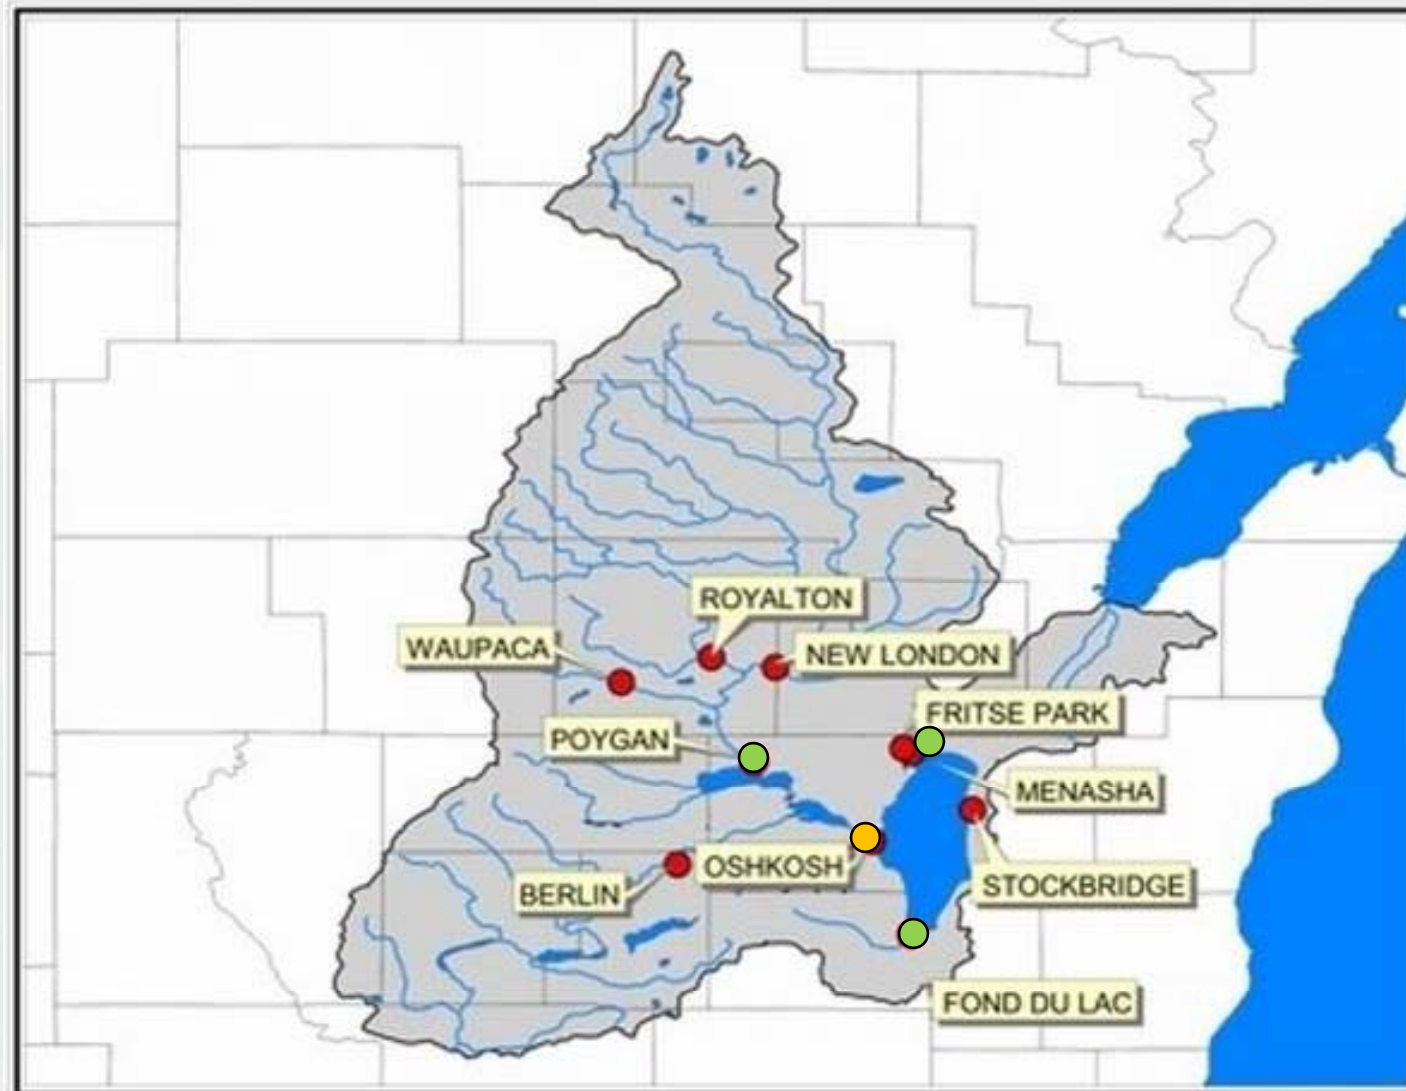 ROYALTON
WAUPACA
NEW LONDON
FRITSE PARK
POYGAN
MENASHA
OSHKOSH
STOCKBRIDGE
BERLIN
FOND DU LAC